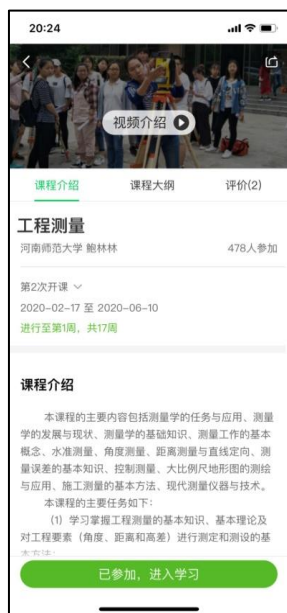 20:24
视频介绍
课程介绍 课程大纲 评价(2)
工程测量
河南师范大学 鲍林林 478人参加
第2次开课
2020-02-17 至 2020-06-10
进行至第1周，共17周
课程介绍
本课程的主要内容包括测量学的任务与应用、测量
学的发展与现状、测量学的基础知识、测量工作的基本
概念、水准测量、角度测量、距离测量与直线定向、测
量误差的基本知识、控制测量、大比例尺地形图的测绘
与应用、施工测量的基本方法、现代测量仪器与技术。
本课程的主要任务如下：
(1) 学习掌握工程测量的基本知识、基本理论及
对工程要素（角度、距离和高差）进行测定和测设的基
本方法；
已参加，进入学习